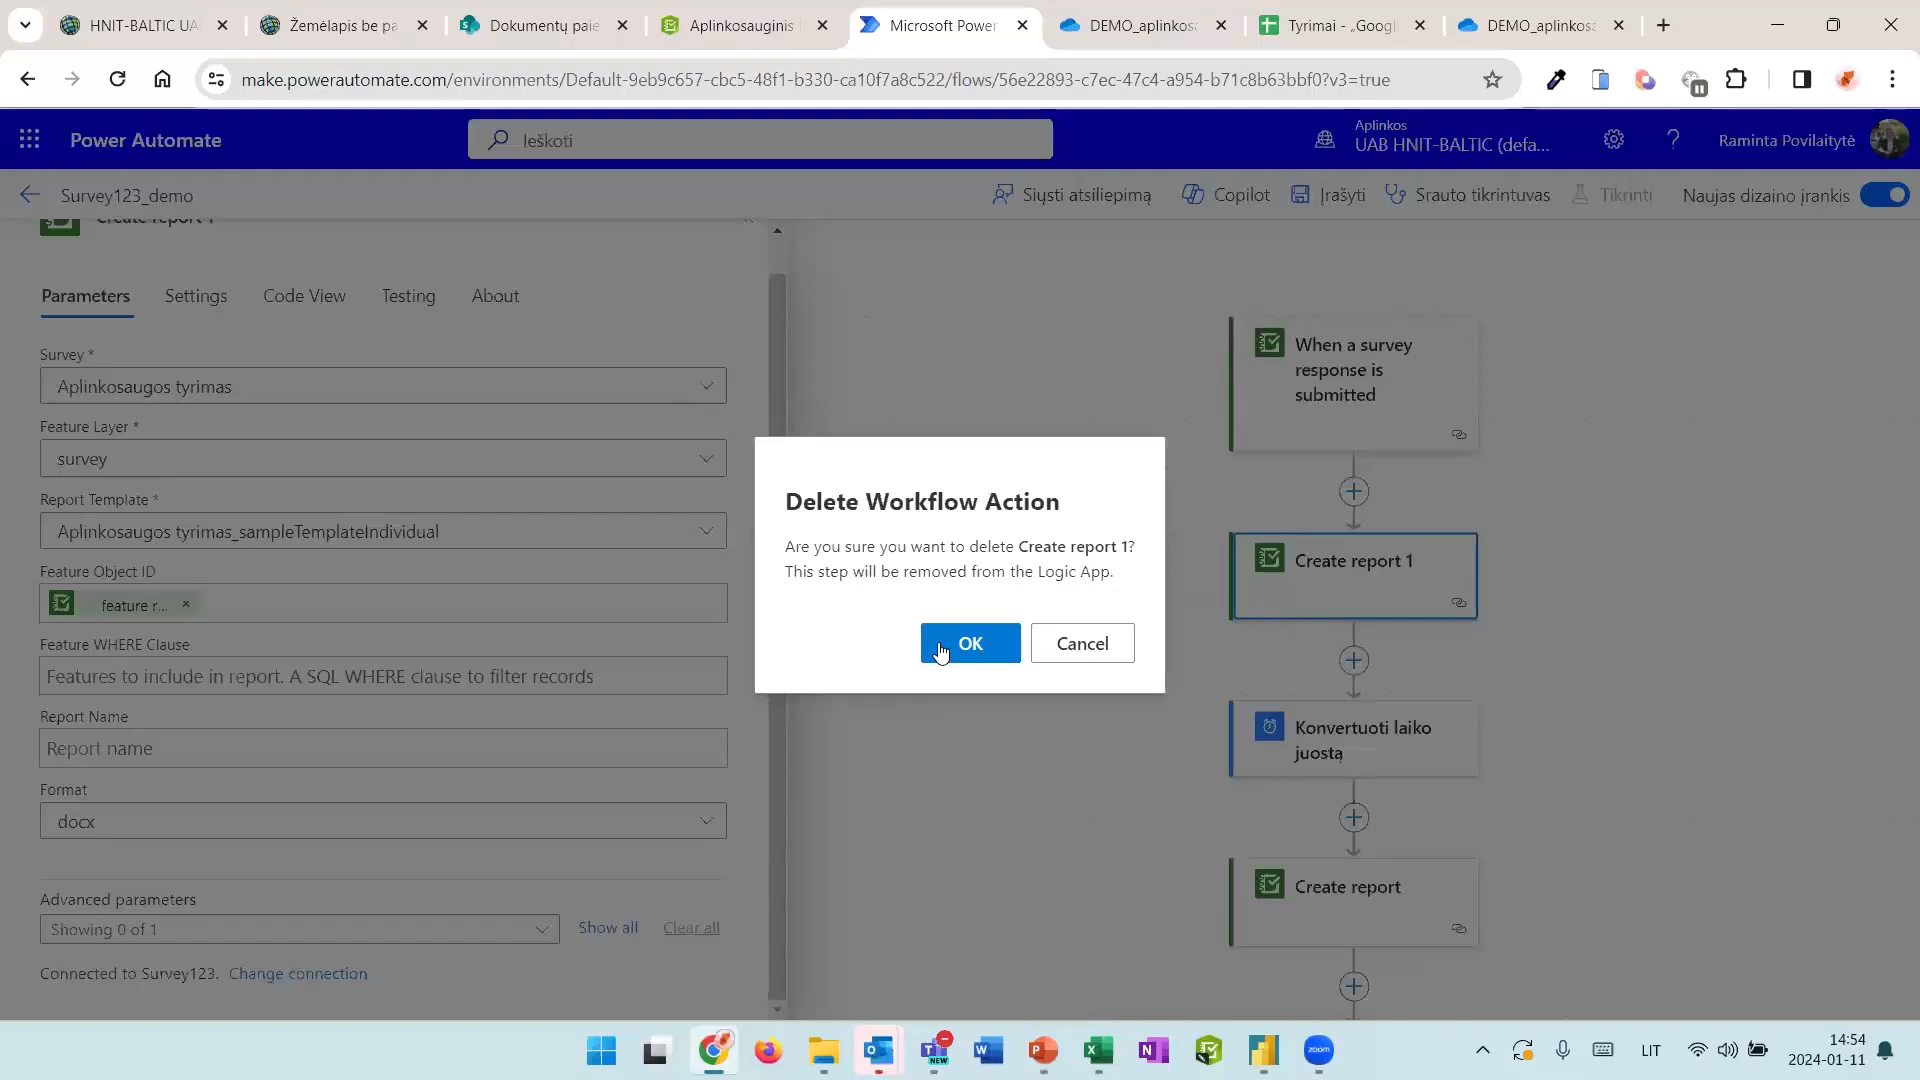 HNIT-BALTIC UA
Žemėlapis be pa
Dokumentų paie
Aplinkosauginis
Microsoft Power
DEMO_aplinkosa
Tyrimai - „Googl
DEMO_aplinkosa
make.powerautomate.com/environments/Default-9eb9c657-cbc5-48f1-b330-ca10f7a8c522/flows/56e22893-c7ec-47c4-a954-b71c8b63bbf0?v3=true
Power Automate
Ieškoti
Aplinkos
UAB HNIT-BALTIC (defa...
Raminta Povilaitytė
Survey123_demo
Siųsti atsiliepimą
Copilot
Įrašyti
Srauto tikrintuvas
Tikrinti
Naujas dizaino įrankis
Create report 1
Parameters
Settings
Code View
Testing
About
Survey *
Aplinkosaugos tyrimas
Feature Layer *
survey
Report Template *
Aplinkosaugos tyrimas_sampleTemplateIndividual
Feature Object ID
feature r... ×
Feature WHERE Clause
Features to include in report. A SQL WHERE clause to filter records
Report Name
Report name
Format
docx
Advanced parameters
Showing 0 of 1
Show all
Clear all
Connected to Survey123. Change connection
Delete Workflow Action
Are you sure you want to delete Create report 1?
This step will be removed from the Logic App.
OK
Cancel
When a survey
response is
submitted
Create report 1
Konvertuoti laiko
juostą
Create report
NEW
zoom
LIT
14:54
2024-01-11